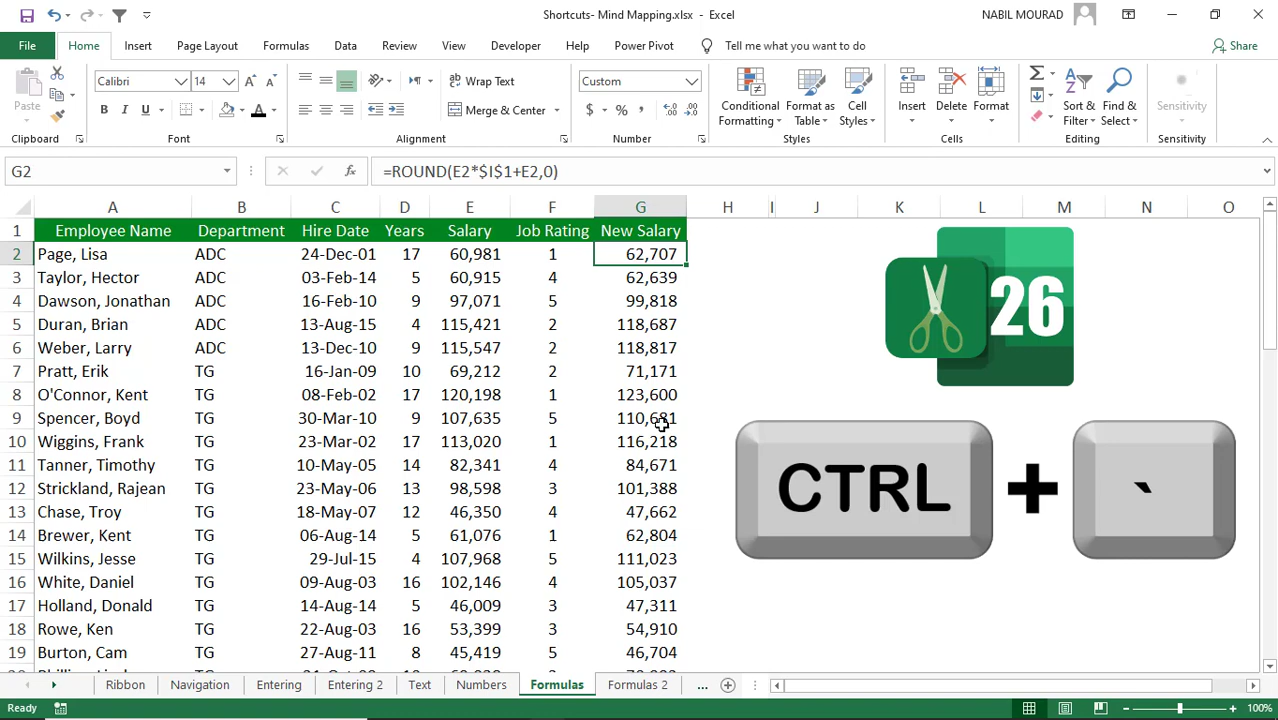 Shortcuts- Mind Mapping.xlsx - Excel
NABIL MOURAD
File Home Insert Page Layout Formulas Data Review View Developer Help Power Pivot Tell me what you want to do Share
Paste
Calibri 14
Wrap Text
Custom
Conditional Formatting
Format Table
Cell Styles
Insert Delete Format
Sort & Filter
Find & Select
Sensitivity
B I U A
Merge & Center
$ % ,
Clipboard Font Alignment Number Styles Cells Editing Sensitivity
G2 fx =ROUND(E2*$I$1+E2,0)
A B C D E F G H I J K L M N O
1 Employee Name Department Hire Date Years Salary Job Rating New Salary
2 Page, Lisa ADC 24-Dec-01 17 60,981 1 62,707
3 Taylor, Hector ADC 03-Feb-14 5 60,915 4 62,639
4 Dawson, Jonathan ADC 16-Feb-10 9 97,071 5 99,818
5 Duran, Brian ADC 13-Aug-15 4 115,421 2 118,687
6 Weber, Larry ADC 13-Dec-10 9 115,547 2 118,817
7 Pratt, Erik TG 16-Jan-09 10 69,212 2 71,171
8 O'Connor, Kent TG 08-Feb-02 17 120,198 1 123,600
9 Spencer, Boyd TG 30-Mar-10 9 107,635 5 110,681
10 Wiggins, Frank TG 23-Mar-02 17 113,020 1 116,218
11 Tanner, Timothy TG 10-May-05 14 82,341 4 84,671
12 Strickland, Rajean TG 23-May-06 13 98,598 3 101,388
13 Chase, Troy TG 18-May-07 12 46,350 4 47,662
14 Brewer, Kent TG 06-Aug-14 5 61,076 1 62,804
15 Wilkins, Jesse TG 29-Jul-15 4 107,968 5 111,023
16 White, Daniel TG 09-Aug-03 16 102,146 4 105,037
17 Holland, Donald TG 14-Aug-14 5 46,009 3 47,311
18 Rowe, Ken TG 22-Aug-03 16 53,399 3 54,910
19 Burton, Cam TG 27-Aug-11 8 45,419 5 46,704
26
CTRL + `
Ribbon Navigation Entering Entering 2 Text Numbers Formulas Formulas 2 ...
Ready 100%